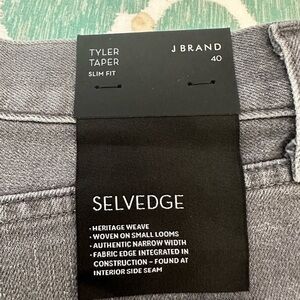 TYLER
TAPER
SLIM FIT
J BRAND
40
SELVEDGE
•HERITAGE WEAVE
•WOVEN ON SMALL LOOMS
•AUTHENTIC NARROW WIDTH
•FABRIC EDGE INTEGRATED IN
CONSTRUCTION – FOUND AT
INTERIOR SIDE SEAM